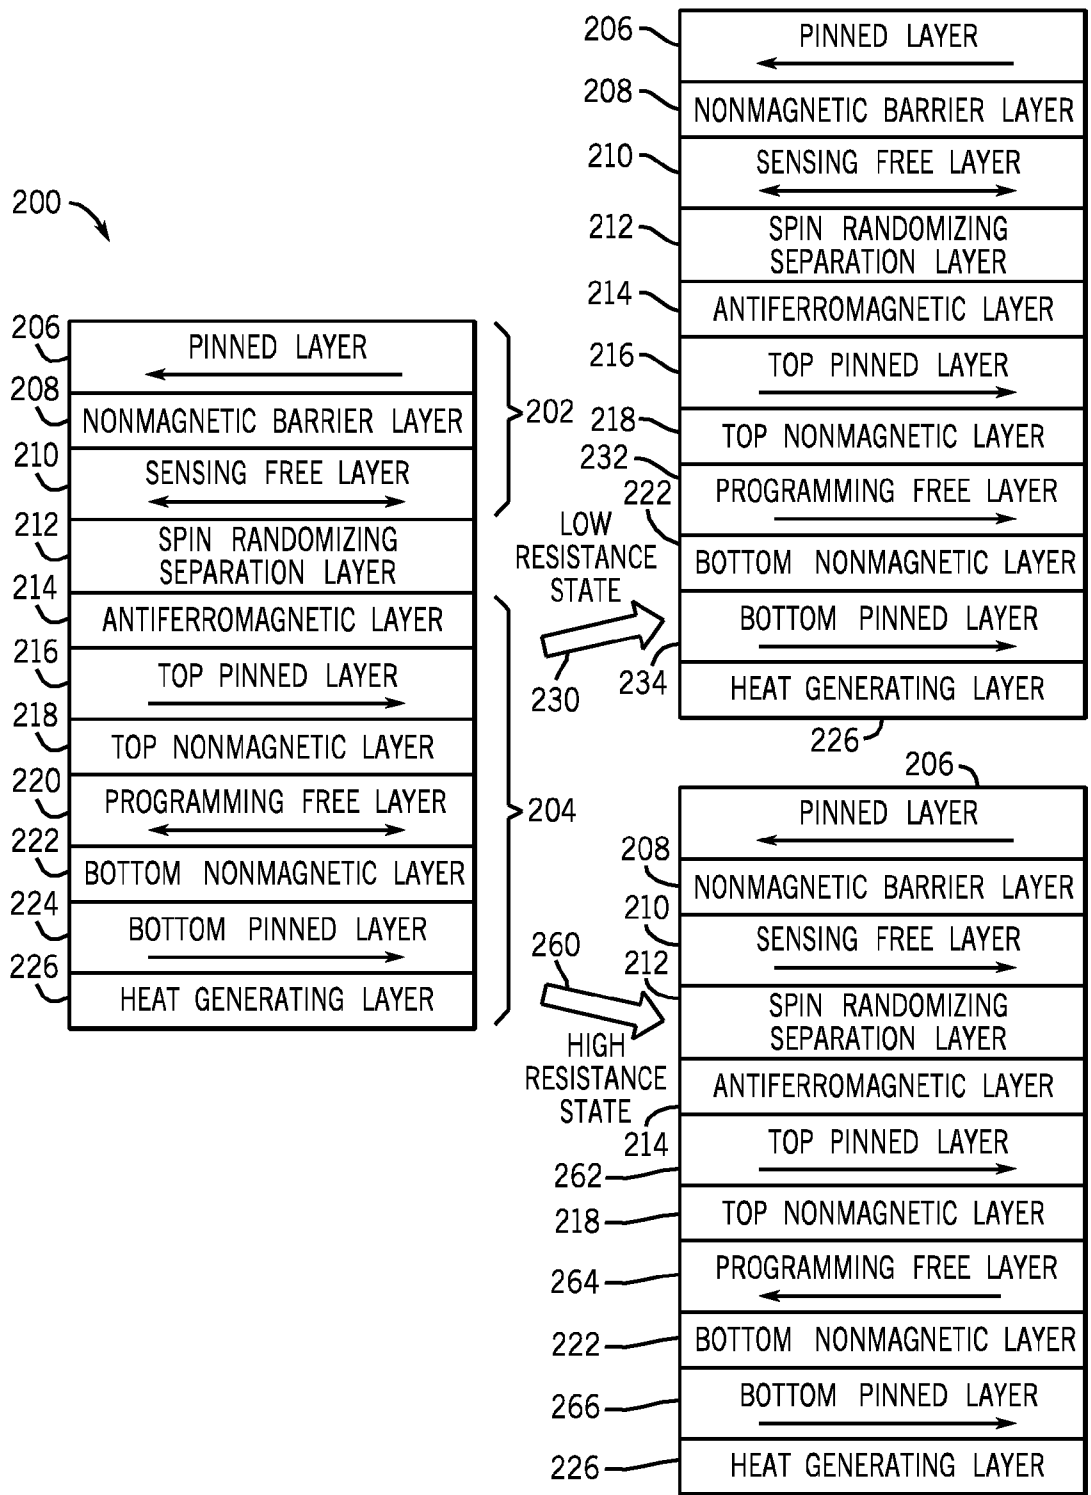 200
206
PINNED LAYER
208
NONMAGNETIC BARRIER LAYER
202
210
SENSING FREE LAYER
212
SPIN RANDOMIZING
SEPARATION LAYER
214
ANTIFERROMAGNETIC LAYER
216
TOP PINNED LAYER
218
TOP NONMAGNETIC LAYER
220
PROGRAMMING FREE LAYER
204
222
BOTTOM NONMAGNETIC LAYER
224
BOTTOM PINNED LAYER
226
HEAT GENERATING LAYER
LOW
RESISTANCE
STATE
230
206
PINNED LAYER
208
NONMAGNETIC BARRIER LAYER
210
SENSING FREE LAYER
212
SPIN RANDOMIZING
SEPARATION LAYER
214
ANTIFERROMAGNETIC LAYER
216
TOP PINNED LAYER
218
TOP NONMAGNETIC LAYER
232
PROGRAMMING FREE LAYER
222
BOTTOM NONMAGNETIC LAYER
BOTTOM PINNED LAYER
234
HEAT GENERATING LAYER
226
260
HIGH
RESISTANCE
STATE
206
PINNED LAYER
208
NONMAGNETIC BARRIER LAYER
210
SENSING FREE LAYER
212
SPIN RANDOMIZING
SEPARATION LAYER
ANTIFERROMAGNETIC LAYER
214
TOP PINNED LAYER
262
218
TOP NONMAGNETIC LAYER
264
PROGRAMMING FREE LAYER
222
BOTTOM NONMAGNETIC LAYER
266
BOTTOM PINNED LAYER
226
HEAT GENERATING LAYER